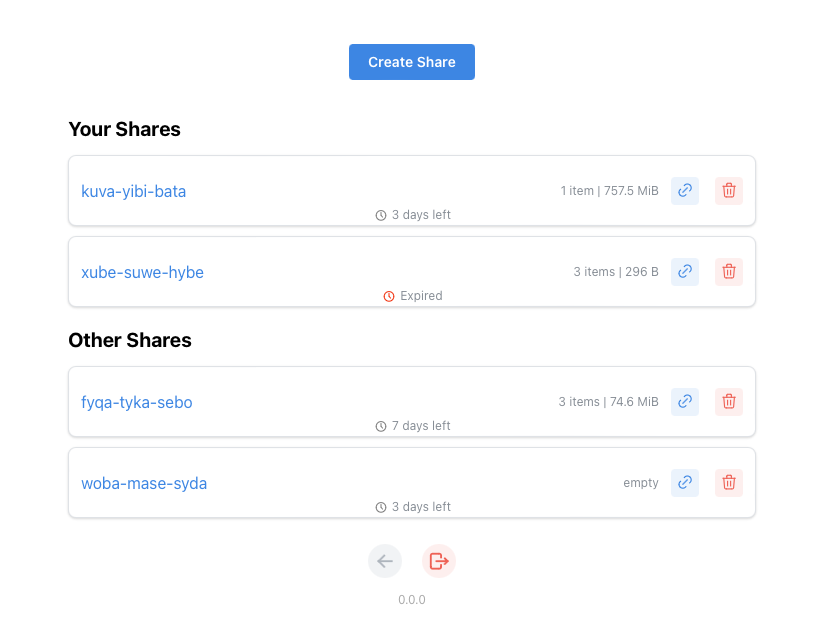 Create Share
Your Shares
kuva-yibi-bata
1 item | 757.5 MiB
3 days left
xube-suwe-hybe
3 items | 296 B
Expired
Other Shares
fyqa-tyka-sebo
3 items | 74.6 MiB
7 days left
woba-mase-syda
empty
3 days left
0.0.0